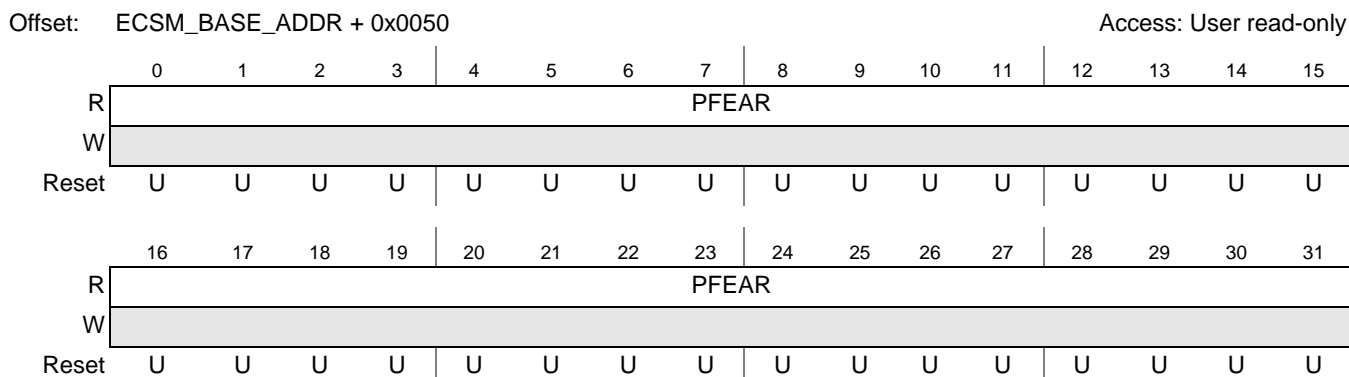 Offset: ECSM_BASE_ADDR + 0x0050 Access: User read-only
0 1 2 3 4 5 6 7 8 9 10 11 12 13 14 15
R PFEAR
W
Reset U U U U U U U U U U U U U U U U
16 17 18 19 20 21 22 23 24 25 26 27 28 29 30 31
R PFEAR
W
Reset U U U U U U U U U U U U U U U U